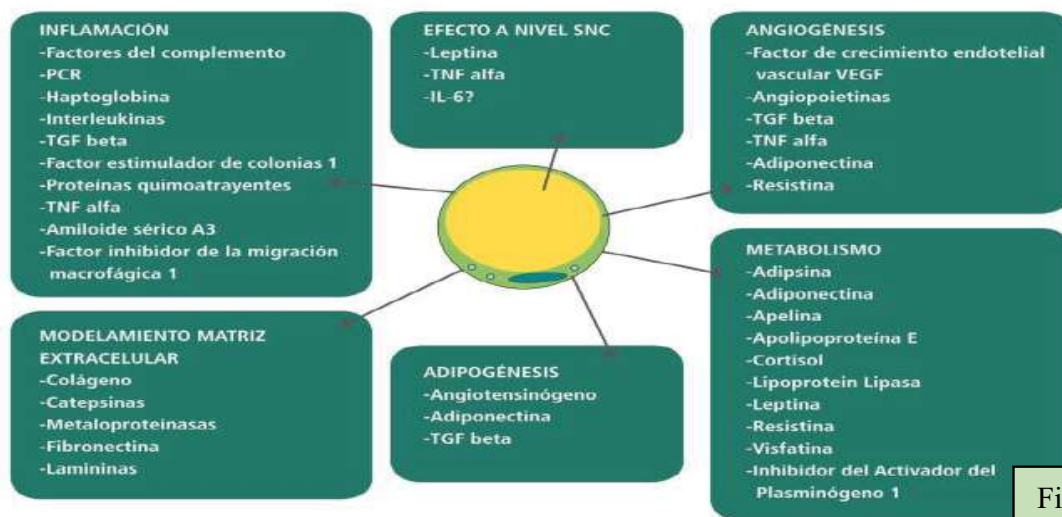 INFLAMACIÓN
-Factores del complemento
-PCR
-Haptoglobina
-Interleukinas
-TGF beta
-Factor estimulador de colonias 1
-Proteínas quimoatrayentes
-TNF alfa
-Amiloide sérico A3
-Factor inhibidor de la migración
macrofágica 1
EFECTO A NIVEL SNC
-Leptina
-TNF alfa
-IL-6?
ANGIOGÉNESIS
-Factor de crecimiento endotelial
vascular VEGF
-Angiopoietinas
-TGF beta
-TNF alfa
-Adiponectina
-Resistina
MODELAMIENTO MATRIZ
EXTRACELULAR
-Colágeno
-Catepsinas
-Metaloproteinasas
-Fibronectina
-Lamininas
ADIPOGÉNESIS
-Angiotensinógeno
-Adiponectina
-TGF beta
METABOLISMO
-Adipsina
-Adiponectina
-Apelina
-Apolipoproteína E
-Cortisol
-Lipoprotein Lipasa
-Leptina
-Resistina
-Visfatina
-Inhibidor del Activador del
Plasminógeno 1
Fi